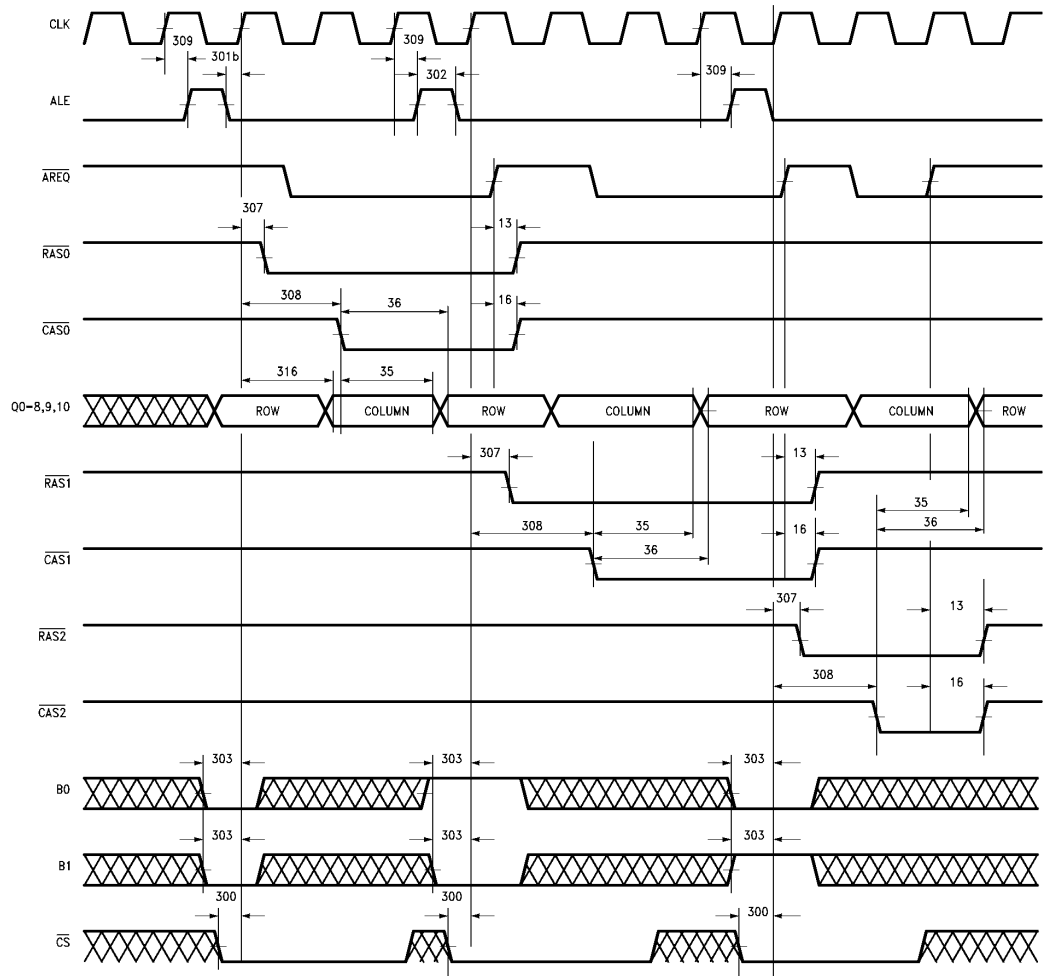 CLK
309
301b
309
302
309
ALE
AREQ
307
13
RAS0
308
36
16
CAS0
316
35
Q0-8,9,10
ROW
COLUMN
ROW
COLUMN
ROW
COLUMN
ROW
307
13
RAS1
35
308
35
16
36
36
CAS1
307
13
RAS2
308
16
CAS2
303
303
303
B0
303
303
303
B1
300
300
300
CS